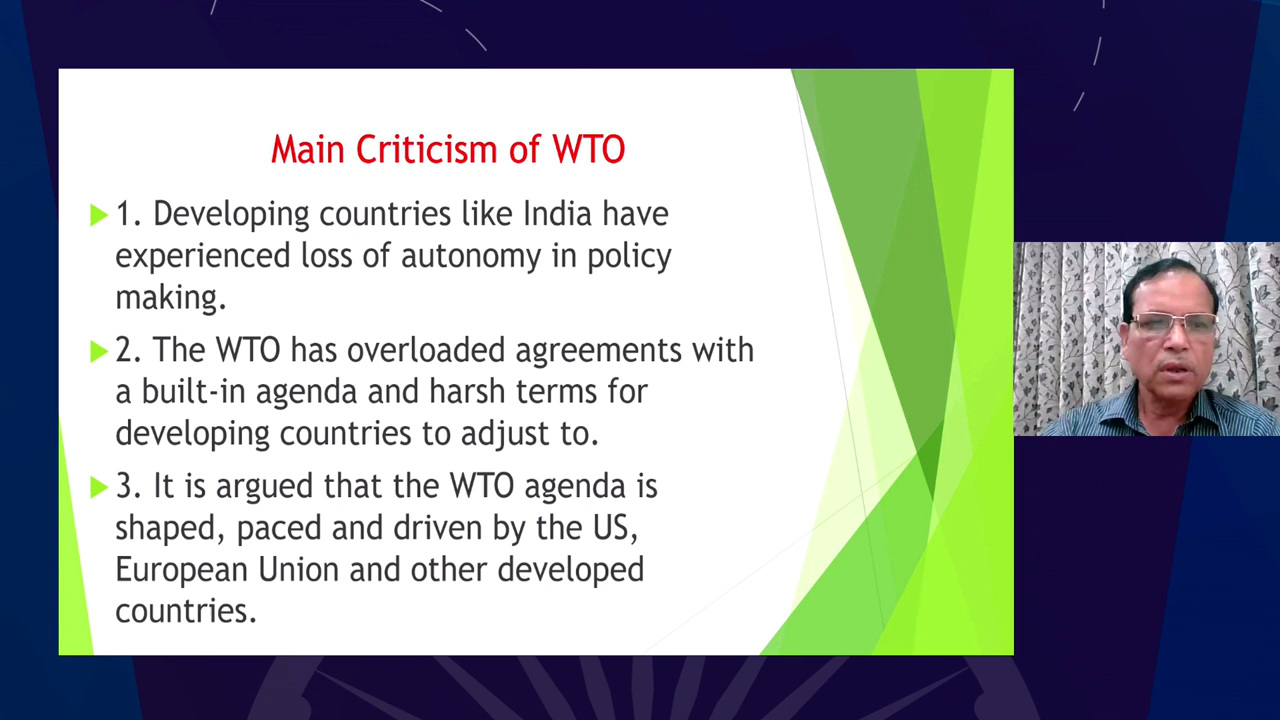 Main Criticism of WTO
1. Developing countries like India have
experienced loss of autonomy in policy
making.
2. The WTO has overloaded agreements with
a built-in agenda and harsh terms for
developing countries to adjust to.
3. It is argued that the WTO agenda is
shaped, paced and driven by the US,
European Union and other developed
countries.